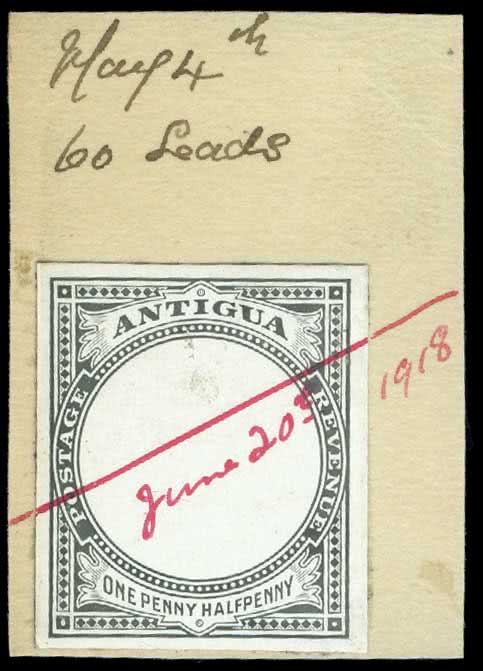 May 4th
60 Leads
ANTIGUA
POSTAGE
REVENUE
June 20th
1918
ONE PENNY HALFPENNY